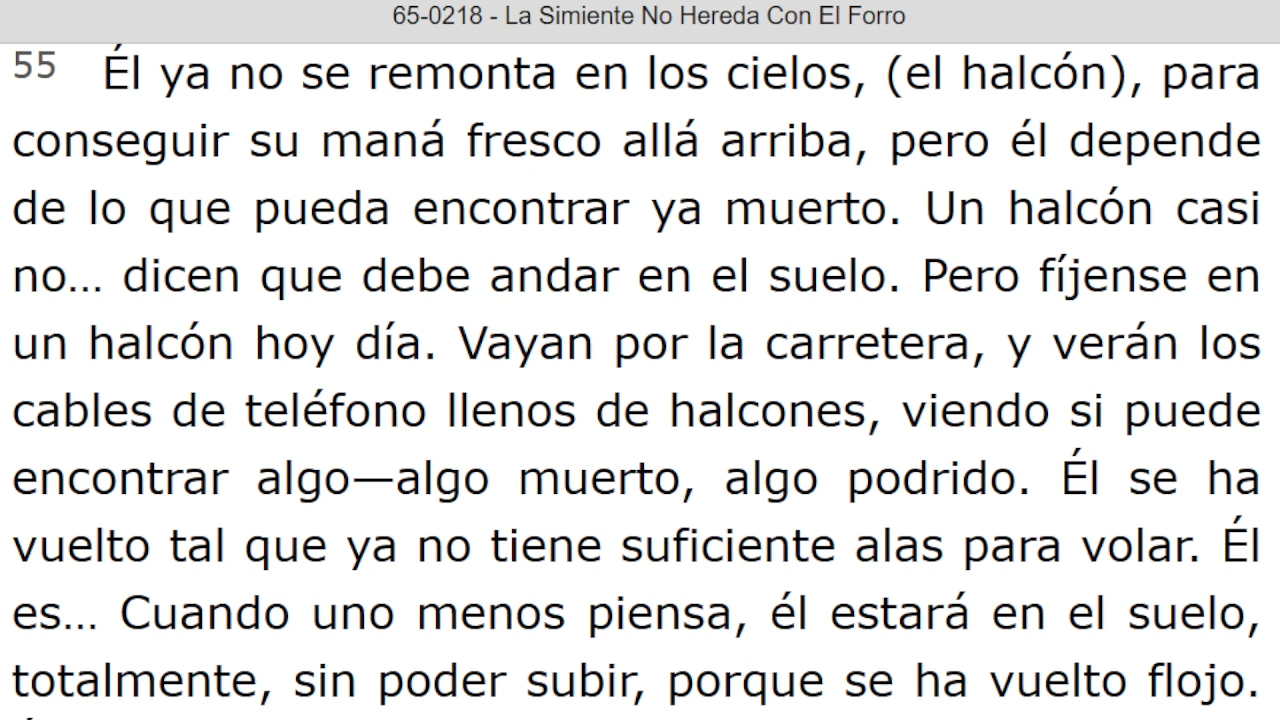 65-0218 - La Simiente No Hereda Con El Forro
55 Él ya no se remonta en los cielos, (el halcón), para
conseguir su maná fresco allá arriba, pero él depende
de lo que pueda encontrar ya muerto. Un halcón casi
no... dicen que debe andar en el suelo. Pero fíjense en
un halcón hoy día. Vayan por la carretera, y verán los
cables de teléfono llenos de halcones, viendo si puede
encontrar algo—algo muerto, algo podrido. Él se ha
vuelto tal que ya no tiene suficiente alas para volar. Él
es... Cuando uno menos piensa, él estará en el suelo,
totalmente, sin poder subir, porque se ha vuelto flojo.